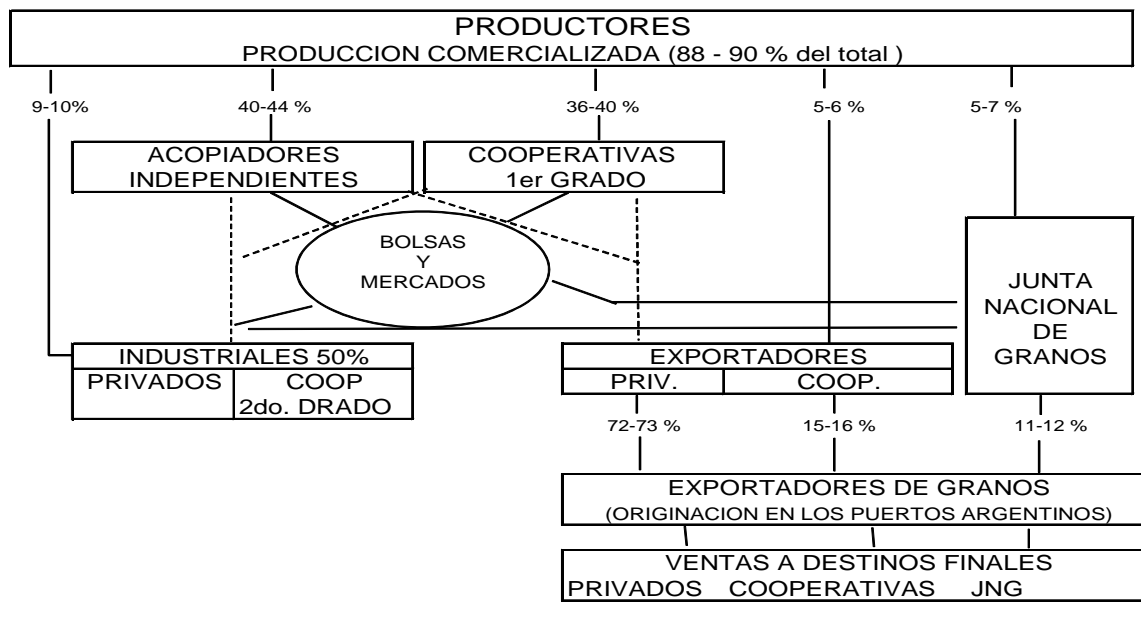 PRODUCTORES
PRODUCCION COMERCIALIZADA (88 - 90 % del total )
9-10%
40-44 %
36-40 %
5-6 %
5-7 %
ACOPIADORES
INDEPENDIENTES
COOPERATIVAS
1er GRADO
BOLSAS
Y
MERCADOS
JUNTA
NACIONAL
DE
GRANOS
INDUSTRIALES 50%
PRIVADOS
COOP
2do. DRADO
EXPORTADORES
PRIV.
COOP.
72-73 %
15-16 %
11-12 %
EXPORTADORES DE GRANOS
(ORIGINACION EN LOS PUERTOS ARGENTINOS)
VENTAS A DESTINOS FINALES
PRIVADOS COOPERATIVAS JNG